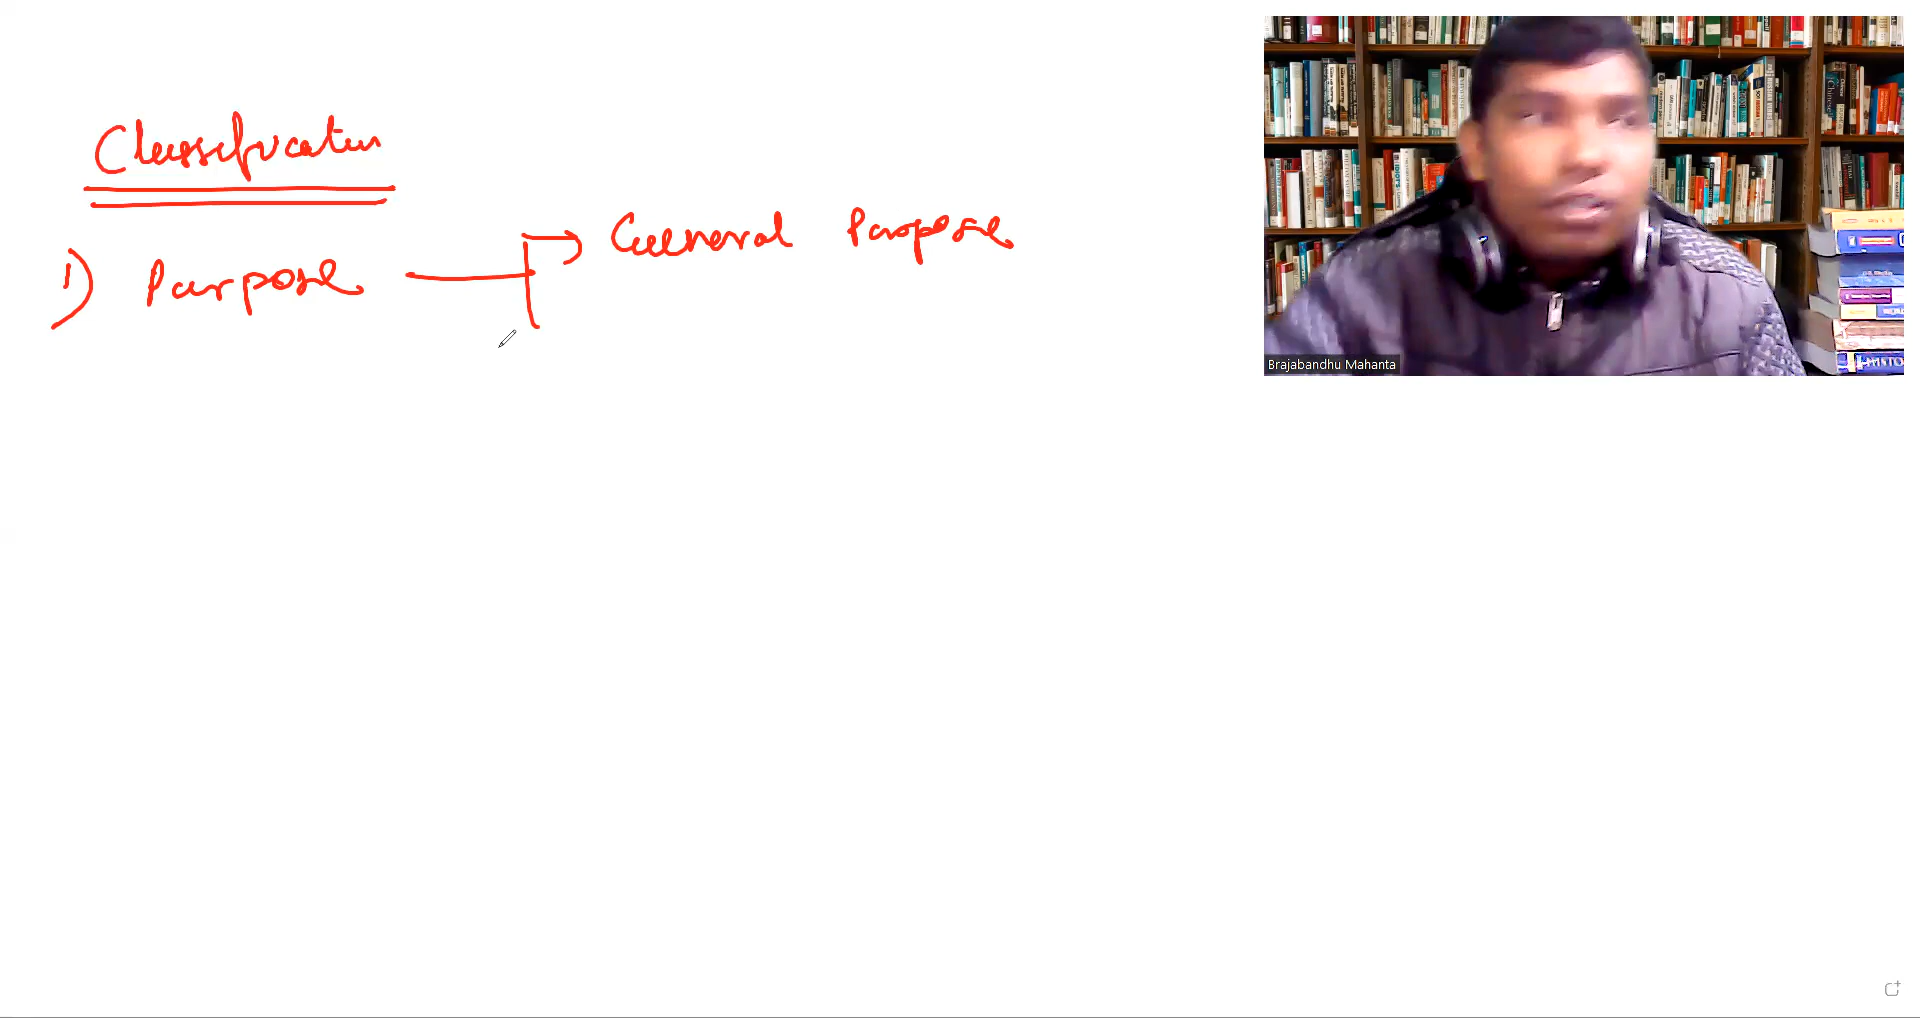 Classification
General Purpose
1) Purpose
Brajabandhu Mahanta